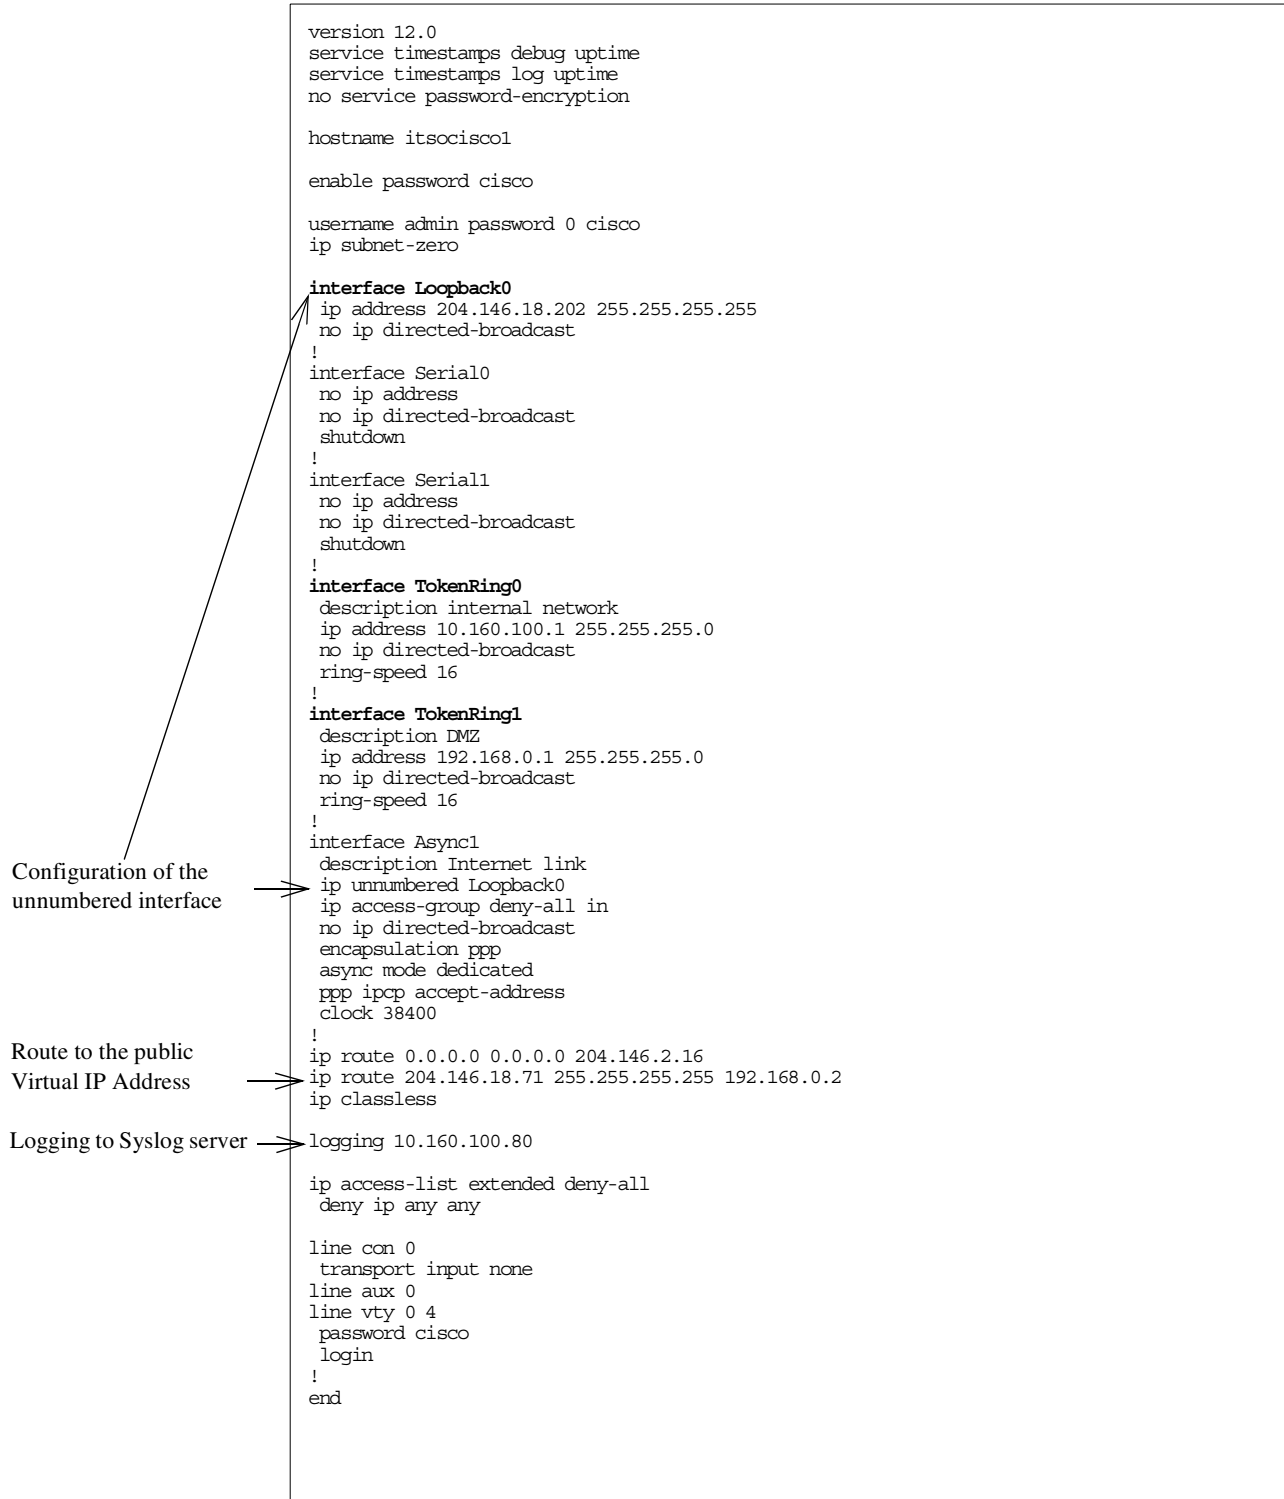 version 12.0
service timestamps debug uptime
service timestamps log uptime
no service password-encryption
hostname itsocisco1
enable password cisco
username admin password 0 cisco
ip subnet-zero
interface Loopback0
ip address 204.146.18.202 255.255.255.255
no ip directed-broadcast
!
interface Serial0
no ip address
no ip directed-broadcast
shutdown
!
interface Serial1
no ip address
no ip directed-broadcast
shutdown
!
interface TokenRing0
description internal network
ip address 10.160.100.1 255.255.255.0
no ip directed-broadcast
ring-speed 16
!
interface TokenRing1
description DMZ
ip address 192.168.0.1 255.255.255.0
no ip directed-broadcast
ring-speed 16
!
interface Async1
description Internet link
Configuration of the
unnumbered interface
ip unnumbered Loopback0
ip access-group deny-all in
no ip directed-broadcast
encapsulation ppp
async mode dedicated
ppp ipcp accept-address
clock 38400
!
Route to the public
Virtual IP Address
ip route 0.0.0.0 0.0.0.0 204.146.2.16
ip route 204.146.18.71 255.255.255.255 192.168.0.2
ip classless
Logging to Syslog server
logging 10.160.100.80
ip access-list extended deny-all
deny ip any any
line con 0
transport input none
line aux 0
line vty 0 4
password cisco
login
!
end